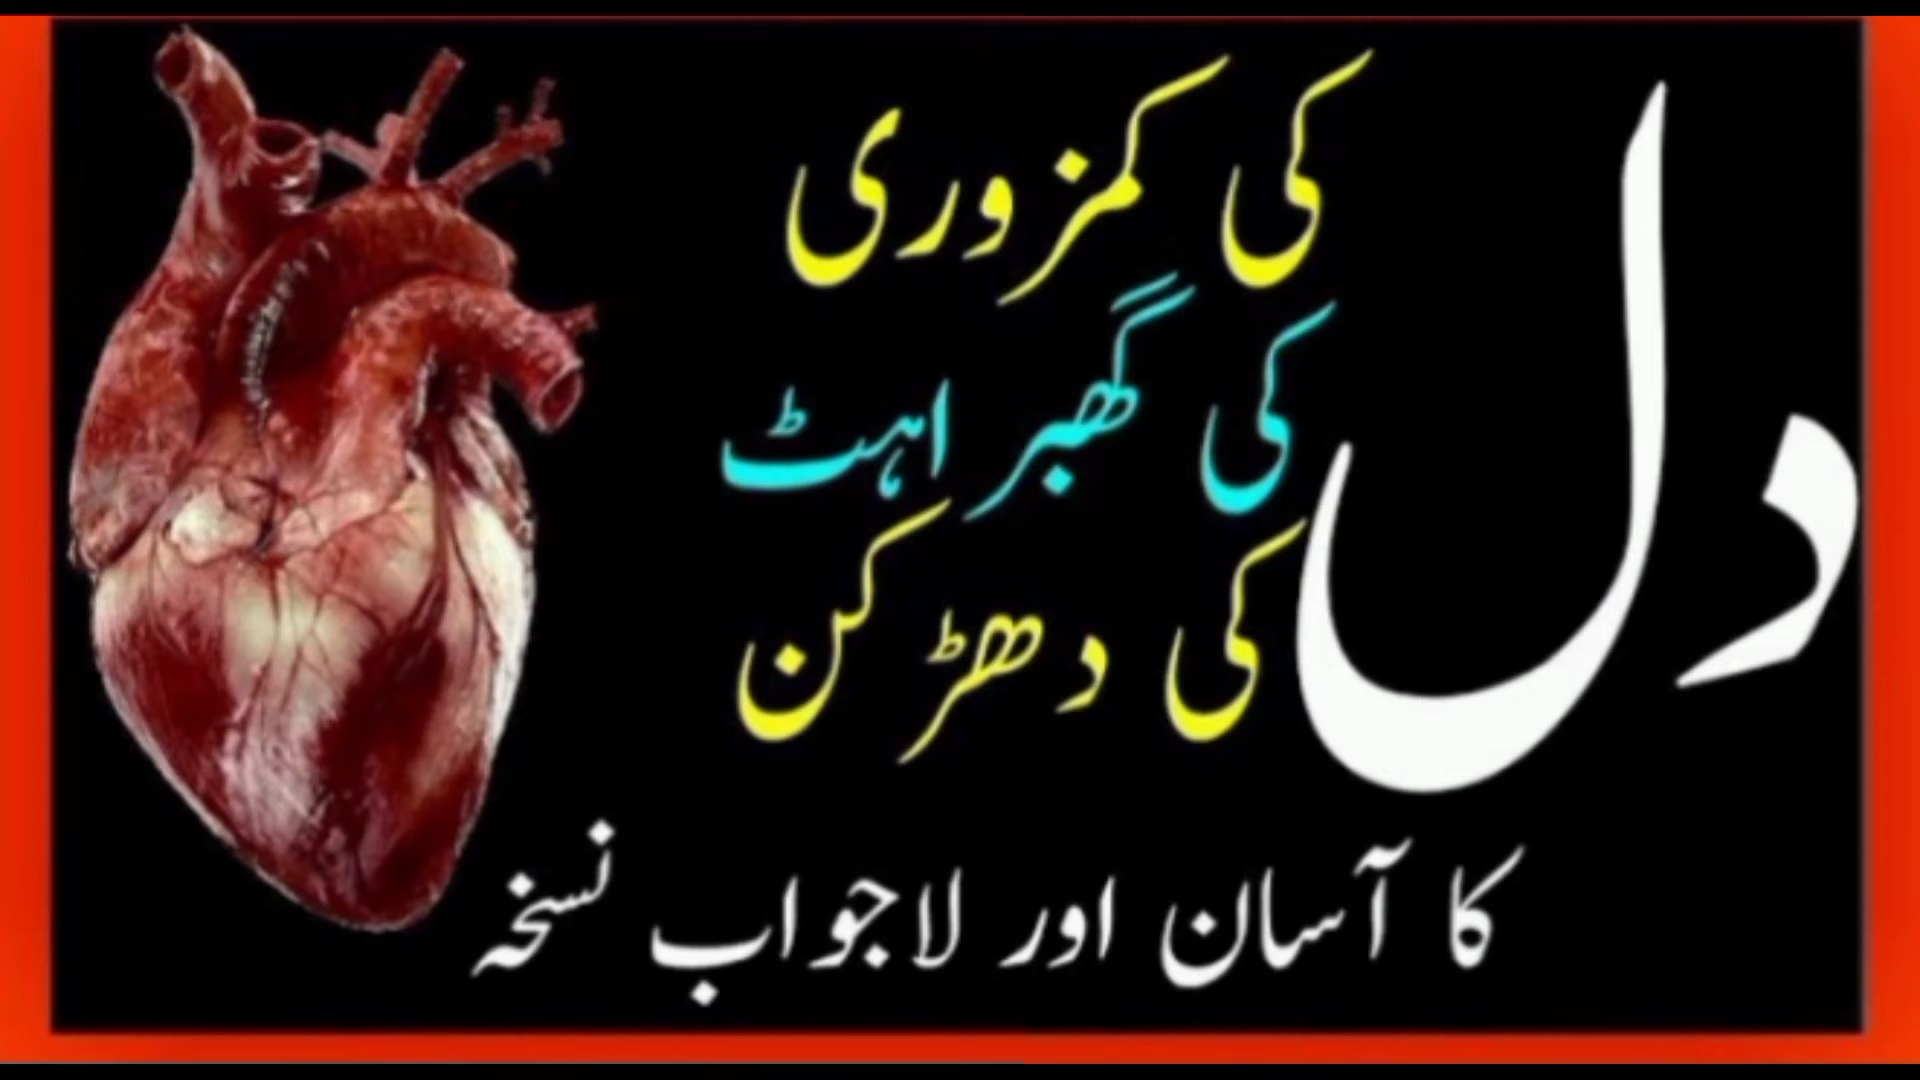 دل
کی کمزوری
کی گھبراہٹ
کی دھڑکن
کا آسان اور لاجواب نسخہ